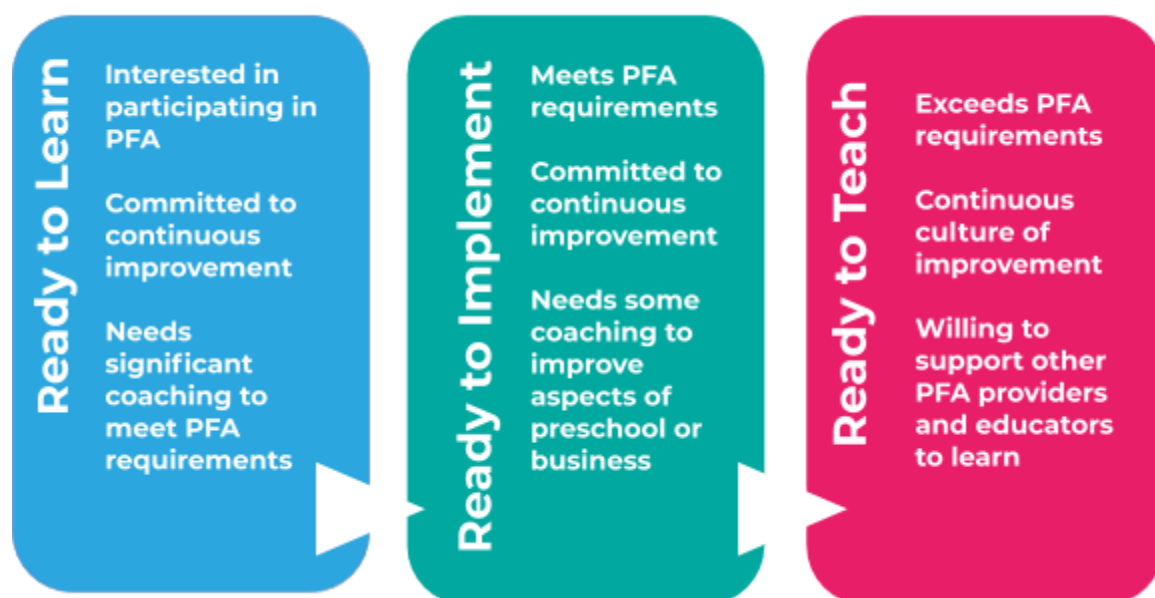 Ready to Learn
Interested in
participating in
PFA
Committed to
continuous
improvement
Needs
significant
coaching to
meet PFA
requirements
Ready to Implement
Meets PFA
requirements
Committed to
continuous
improvement
Needs some
coaching to
improve
aspects of
preschool or
business
Ready to Teach
Exceeds PFA
requirements
Continuous
culture of
improvement
Willing to
support other
PFA providers
and educators
to learn